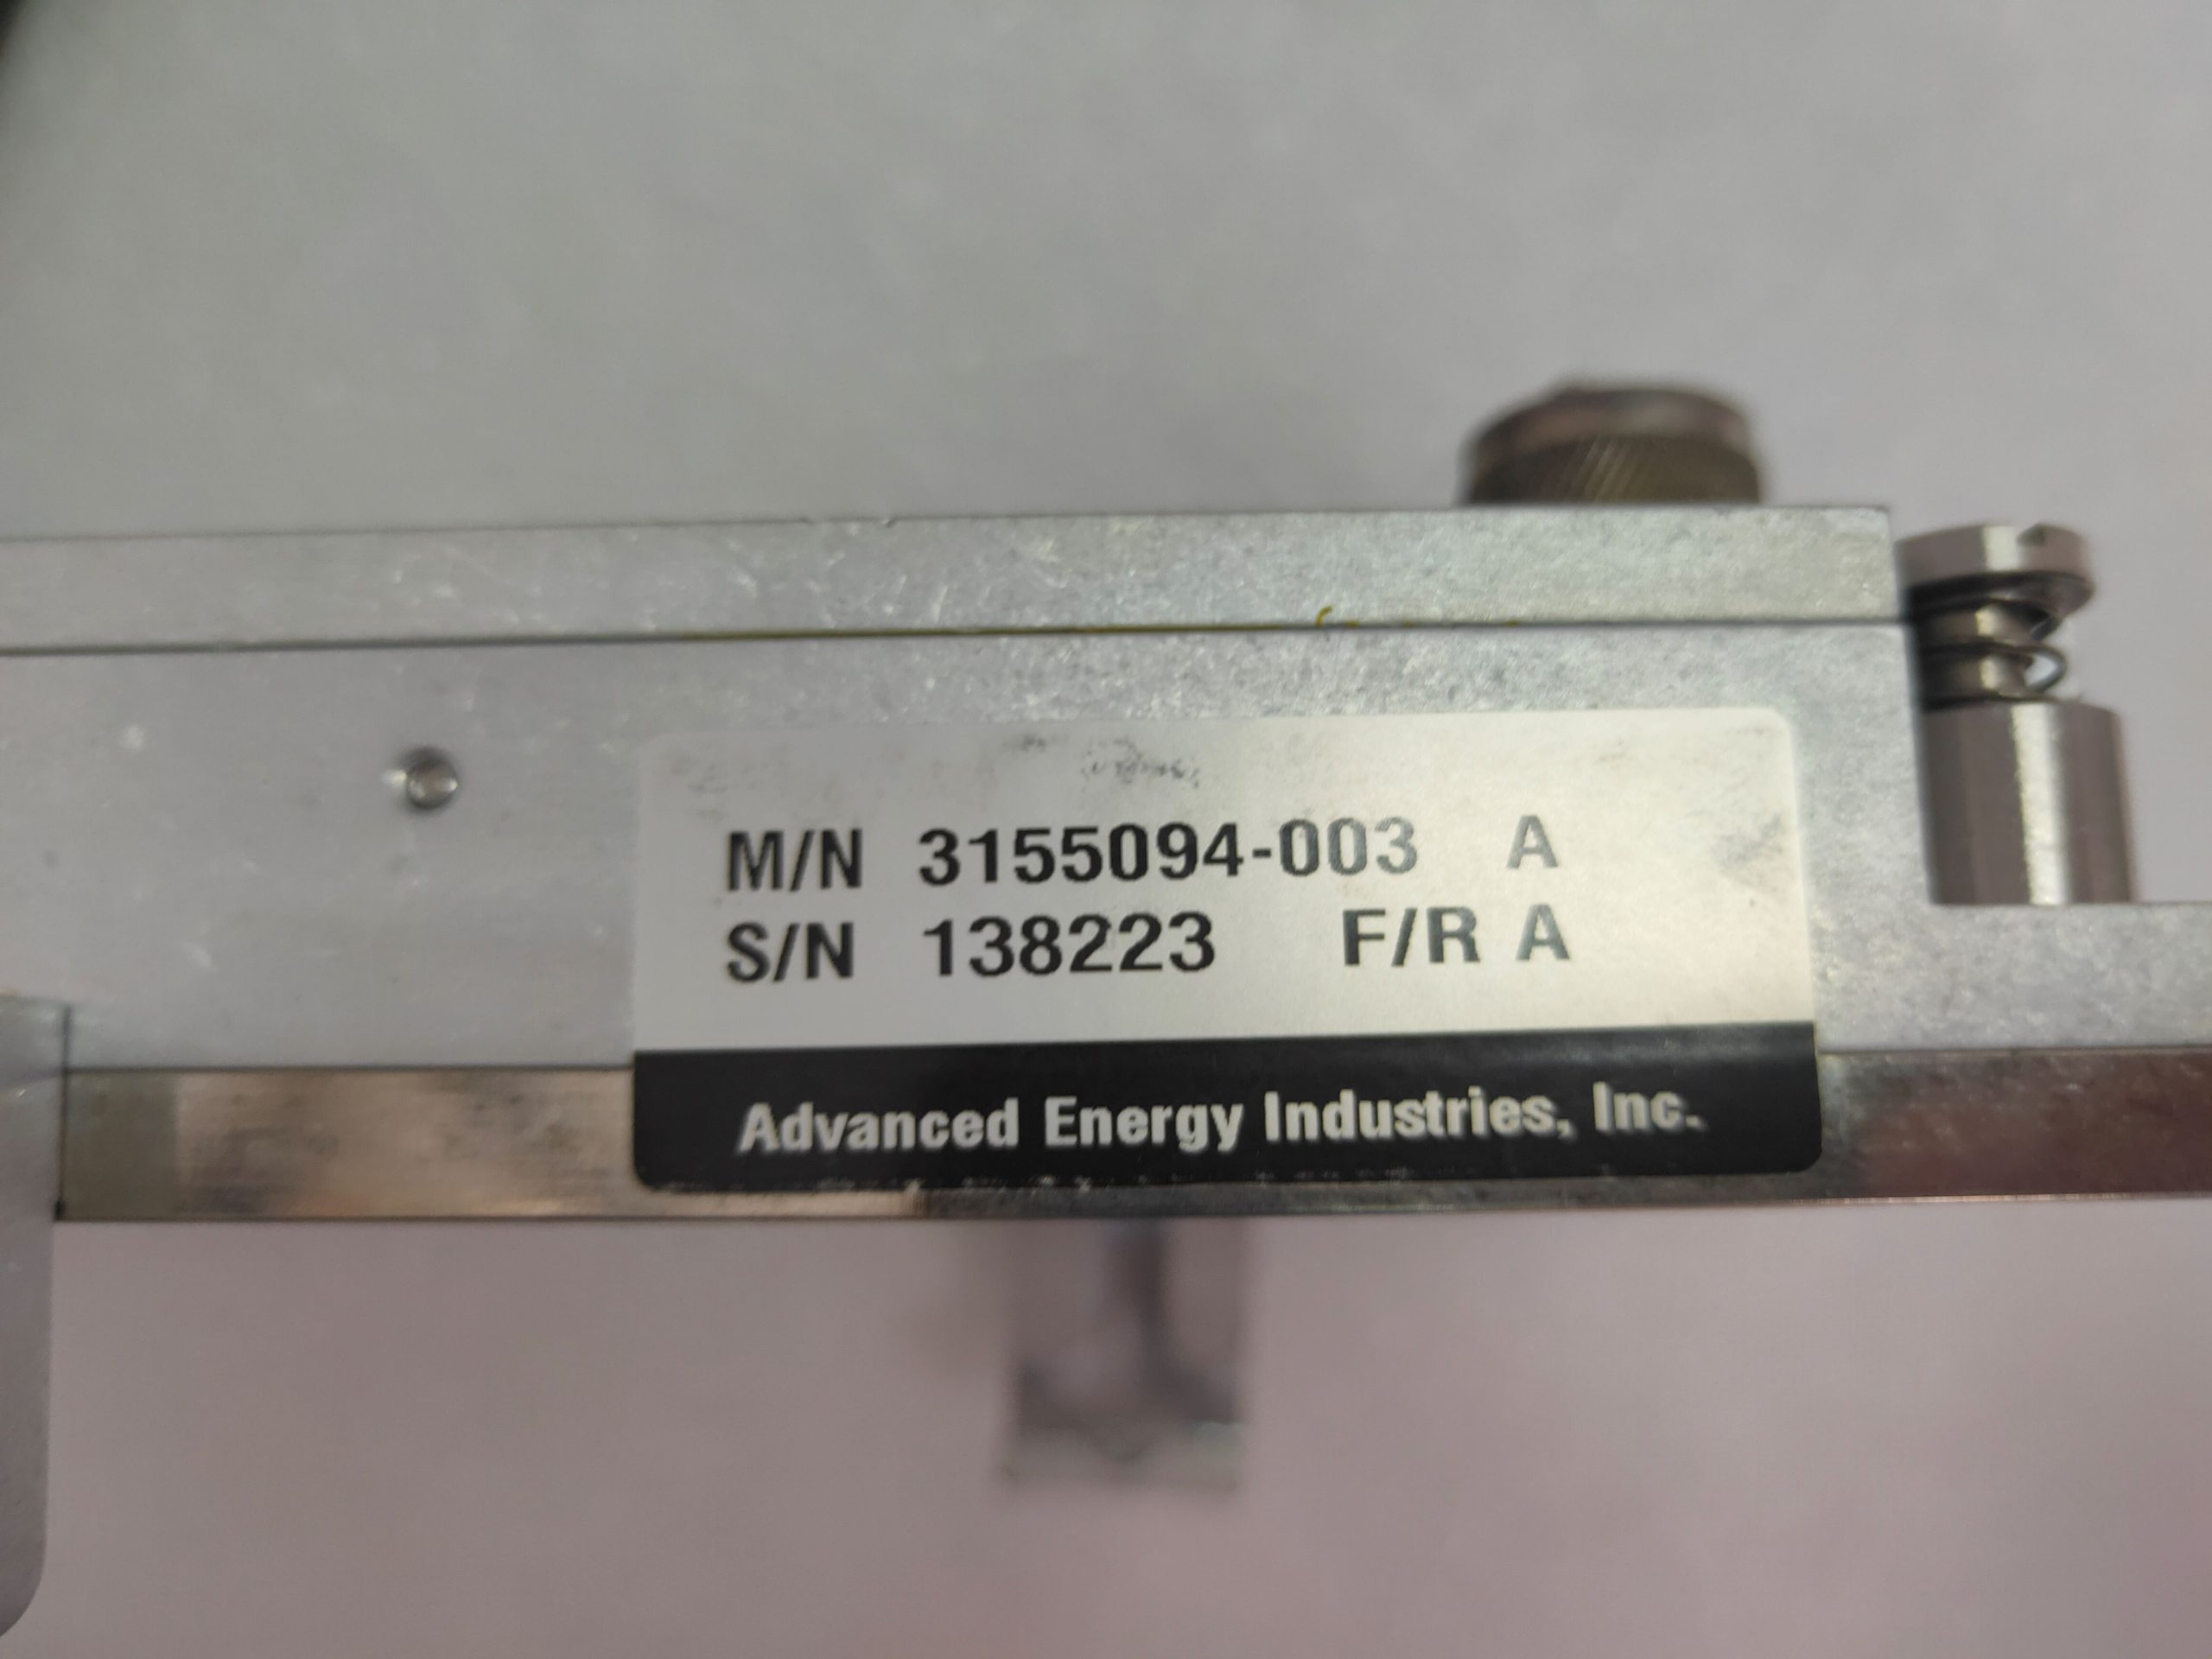 M/N 3155094-003 A
S/N 138223 F/R A
Advanced Energy Industries, Inc.